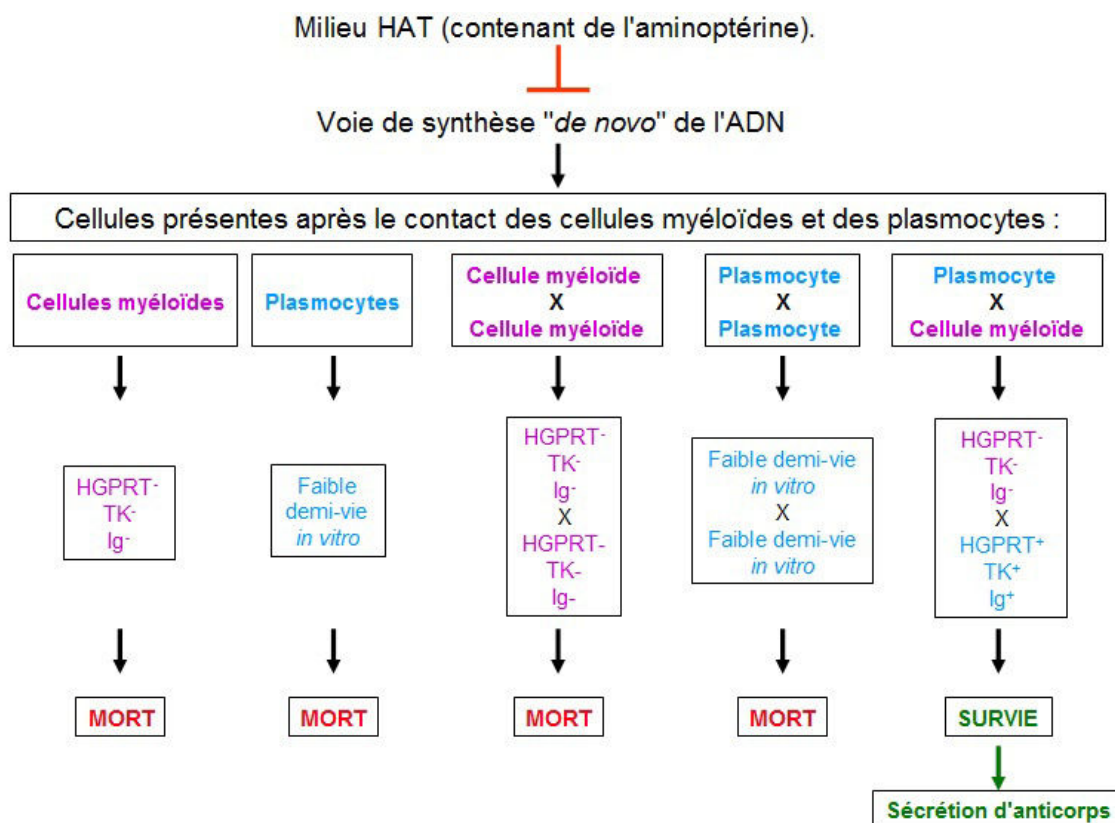 Milieu HAT (contenant de l'aminoptérine).
Voie de synthèse "de novo" de l'ADN
Cellules présentes après le contact des cellules myéloïdes et des plasmocytes :
Cellules myéloïdes
Plasmocytes
Cellule myéloïde
X
Cellule myéloïde
Plasmocyte
X
Plasmocyte
Plasmocyte
X
Cellule myéloïde
HGPRT-
TK-
Ig-
Faible
demi-vie
in vitro
HGPRT-
TK-
Ig-
X
HGPRT-
TK-
Ig-
Faible demi-vie
in vitro
X
Faible demi-vie
in vitro
HGPRT-
TK-
Ig-
X
HGPRT+
TK+
Ig+
MORT
MORT
MORT
MORT
SURVIE
Sécrétion d'anticorps